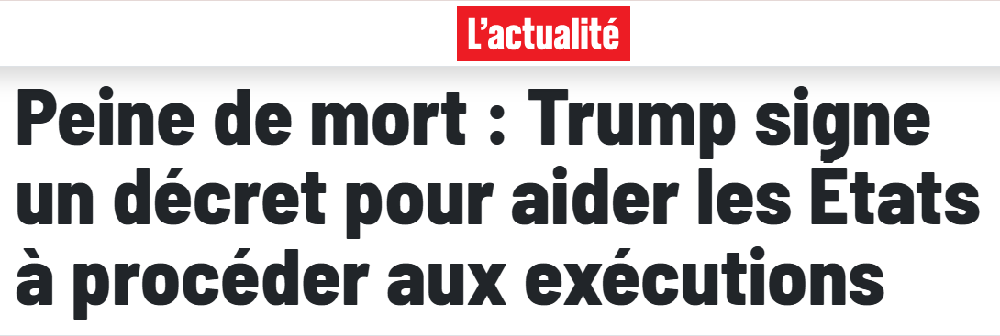 L'actualité
Peine de mort : Trump signe
un décret pour aider les États
à procéder aux exécutions